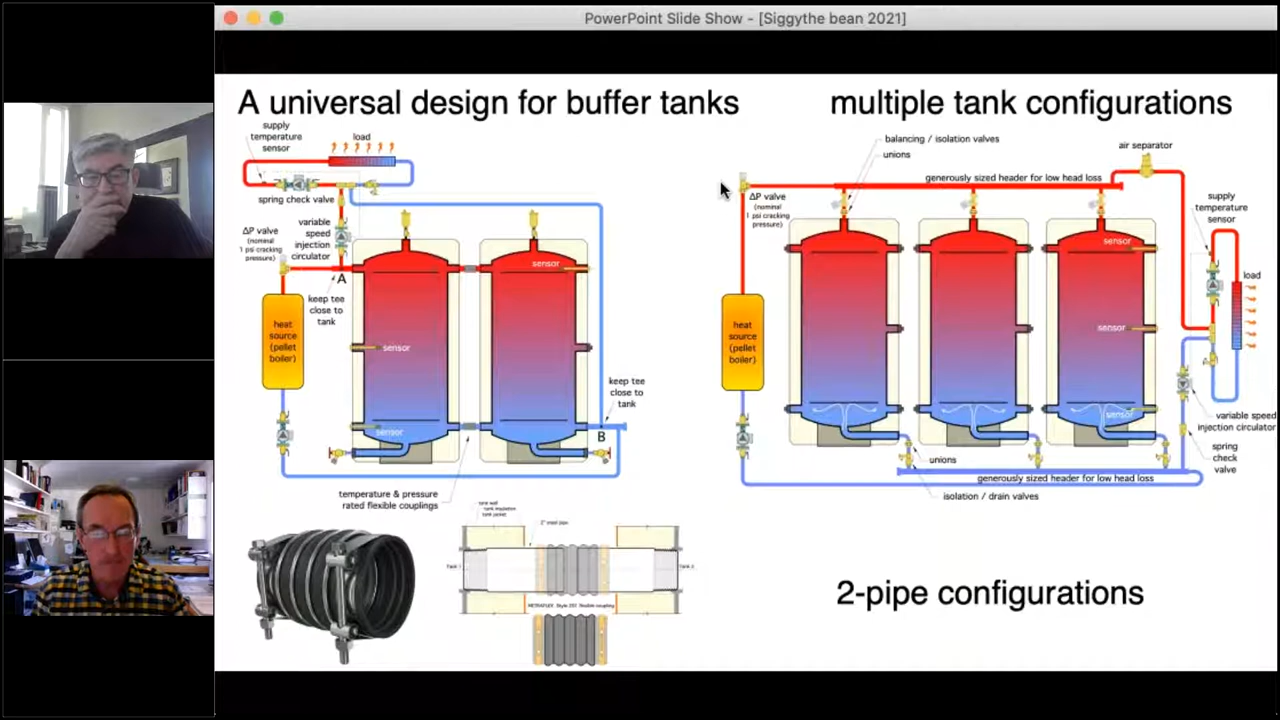 PowerPoint Slide Show - [Siggythe bean 2021]
A universal design for buffer tanks
multiple tank configurations
supply
temperature
sensor
load
spring check valve
variable
speed
injection
circulator
ΔP valve
(nominal
1 psi cracking
pressure)
A
keep tee
close to
tank
heat
source
(pellet
boiler)
sensor
sensor
sensor
keep tee
close to
tank
B
temperature & pressure
rated flexible couplings
tank wall
tank insulation
tank jacket
2" steel pipe
Tank 1
Tank 2
METRAFLEX Style 201 flexible coupling
balancing / isolation valves
unions
air separator
generously sized header for low head loss
ΔP valve
(nominal
1 psi cracking
pressure)
supply
temperature
sensor
load
heat
source
(pellet
boiler)
sensor
sensor
sensor
variable speed
injection circulator
spring
check
valve
unions
generously sized header for low head loss
isolation / drain valves
2-pipe configurations